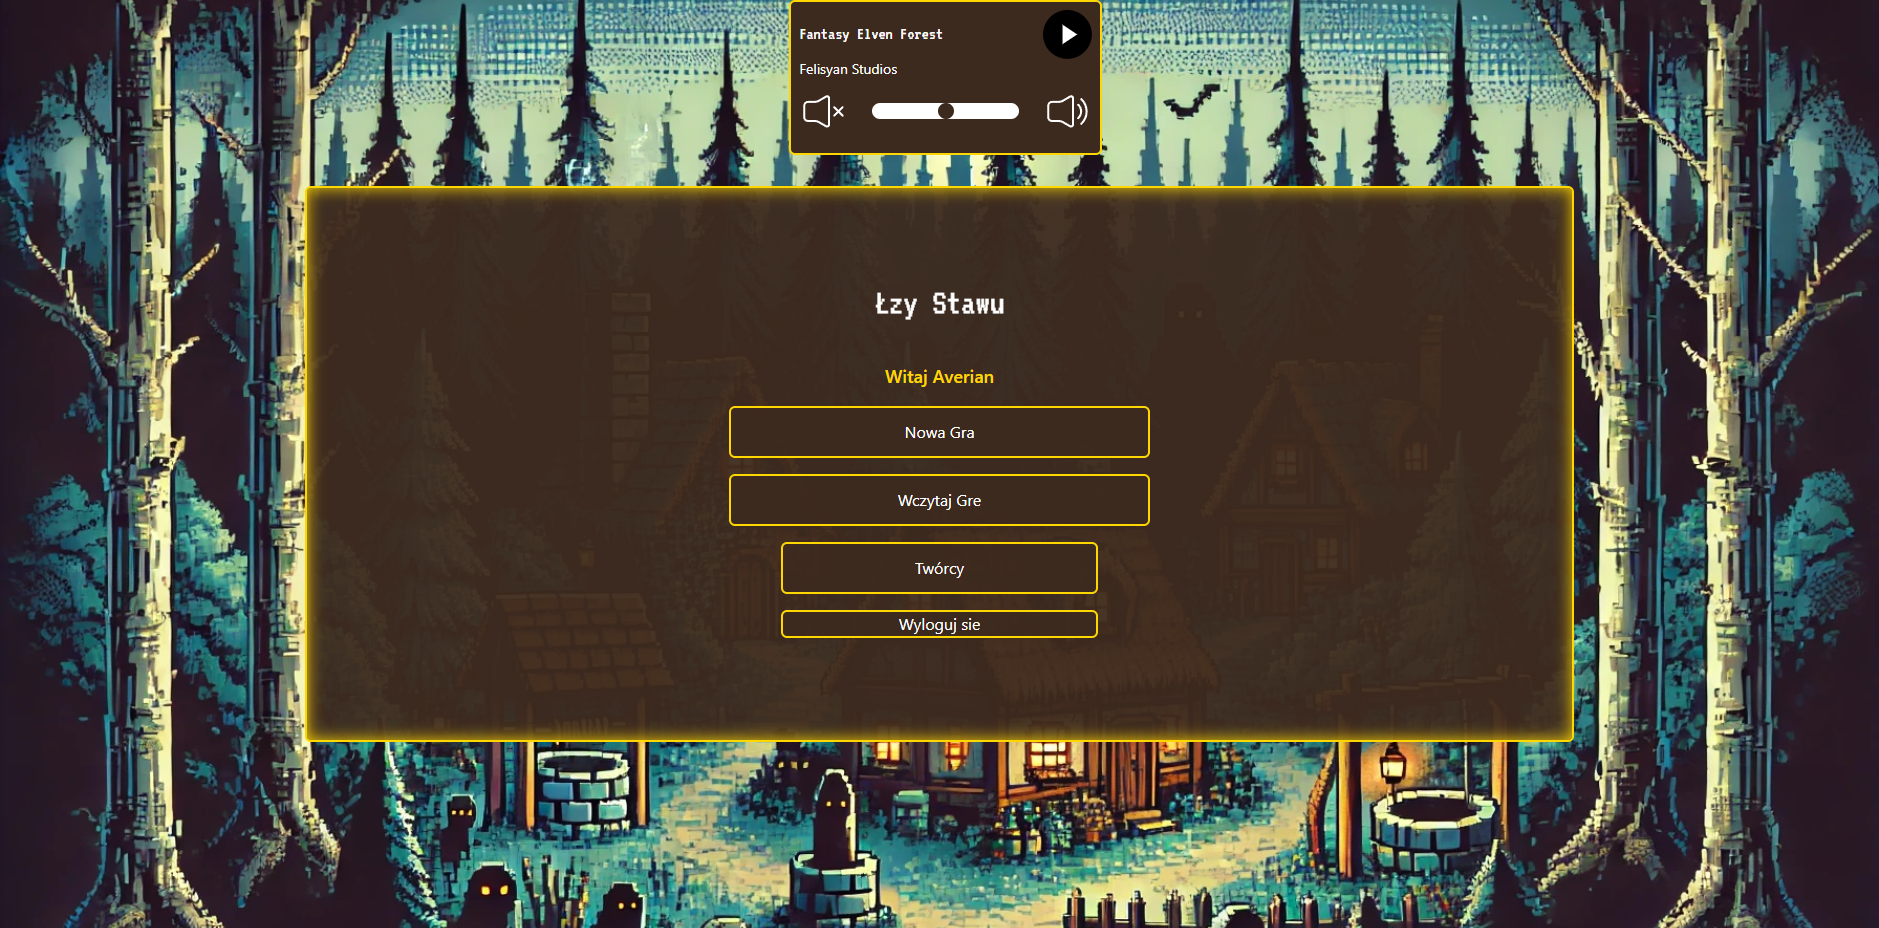 Fantasy Elven Forest
Felisyan Studios
Łzy Stawu
Witaj Averian
Nowa Gra
Wczytaj Gre
Twórcy
Wyloguj sie